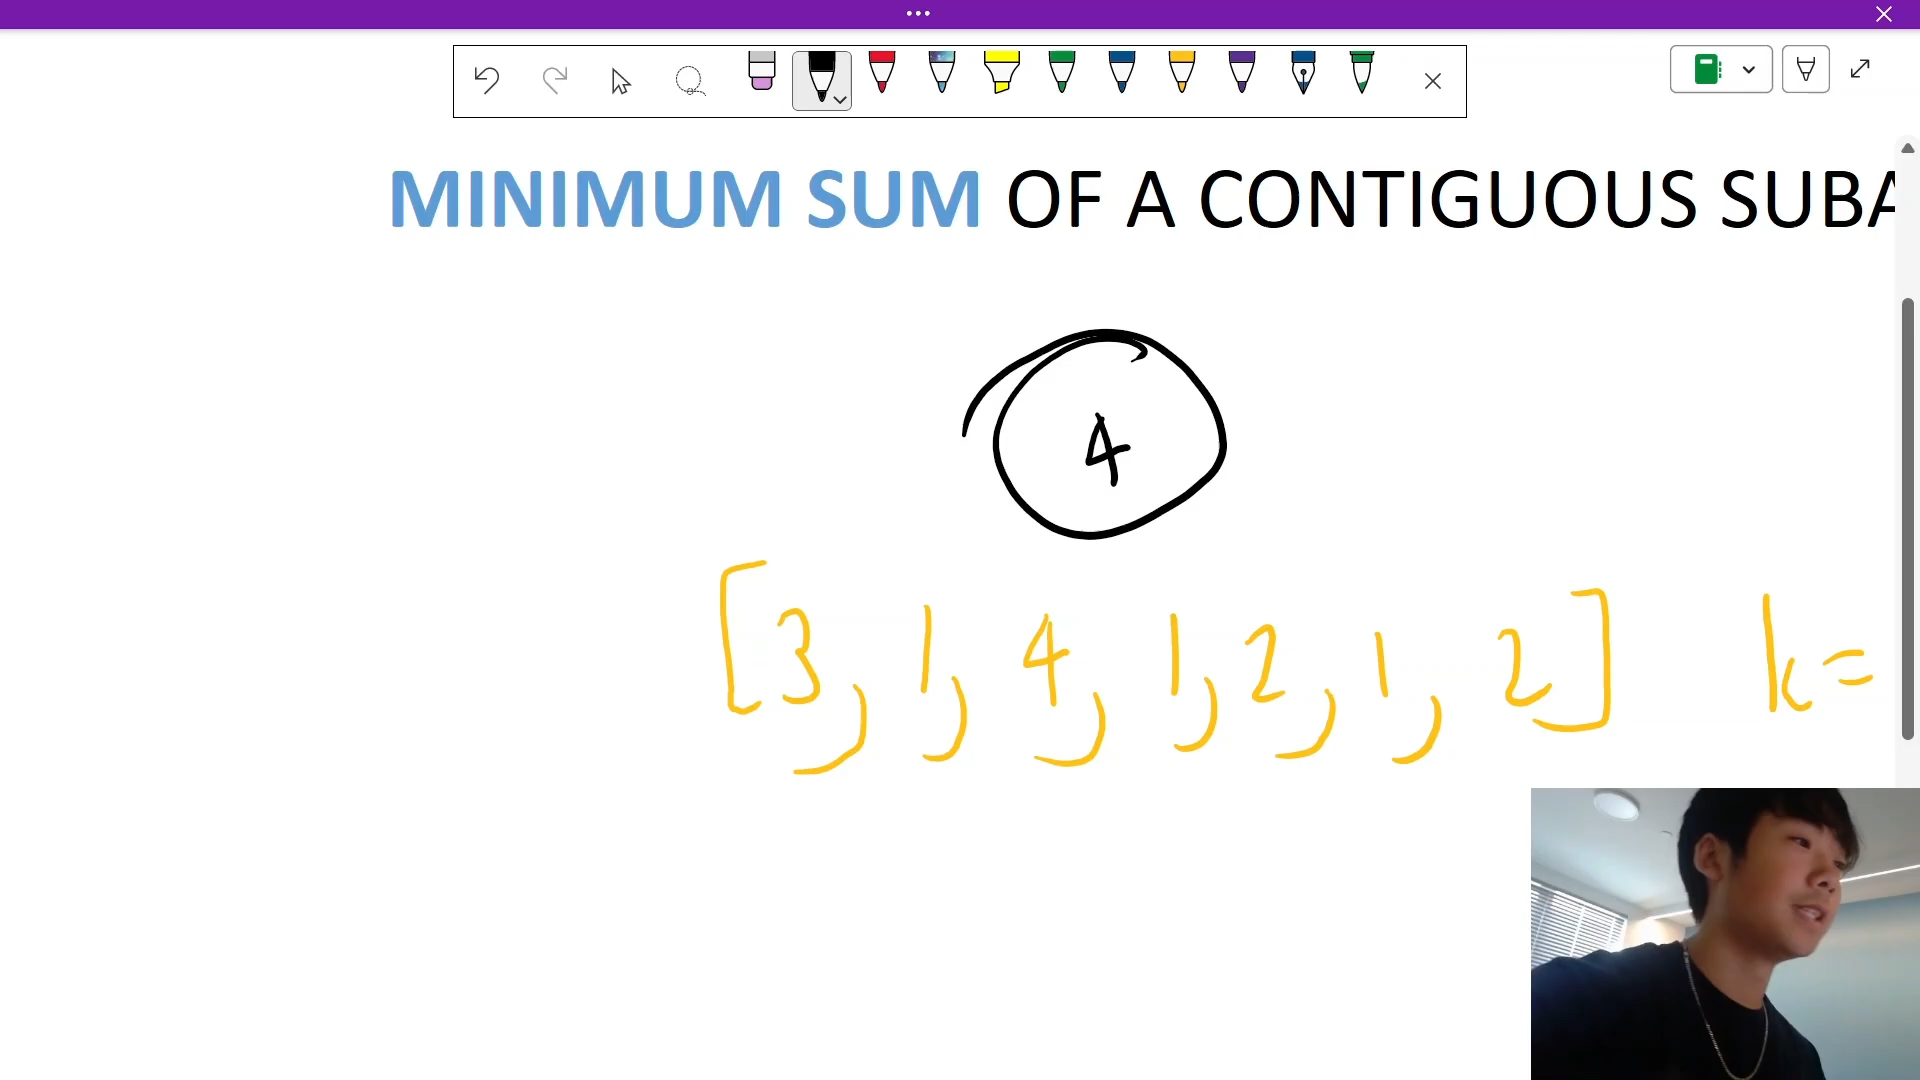 MINIMUM SUM OF A CONTIGUOUS SUBA
4
[3, 1, 4, 1, 2, 1, 2] k=